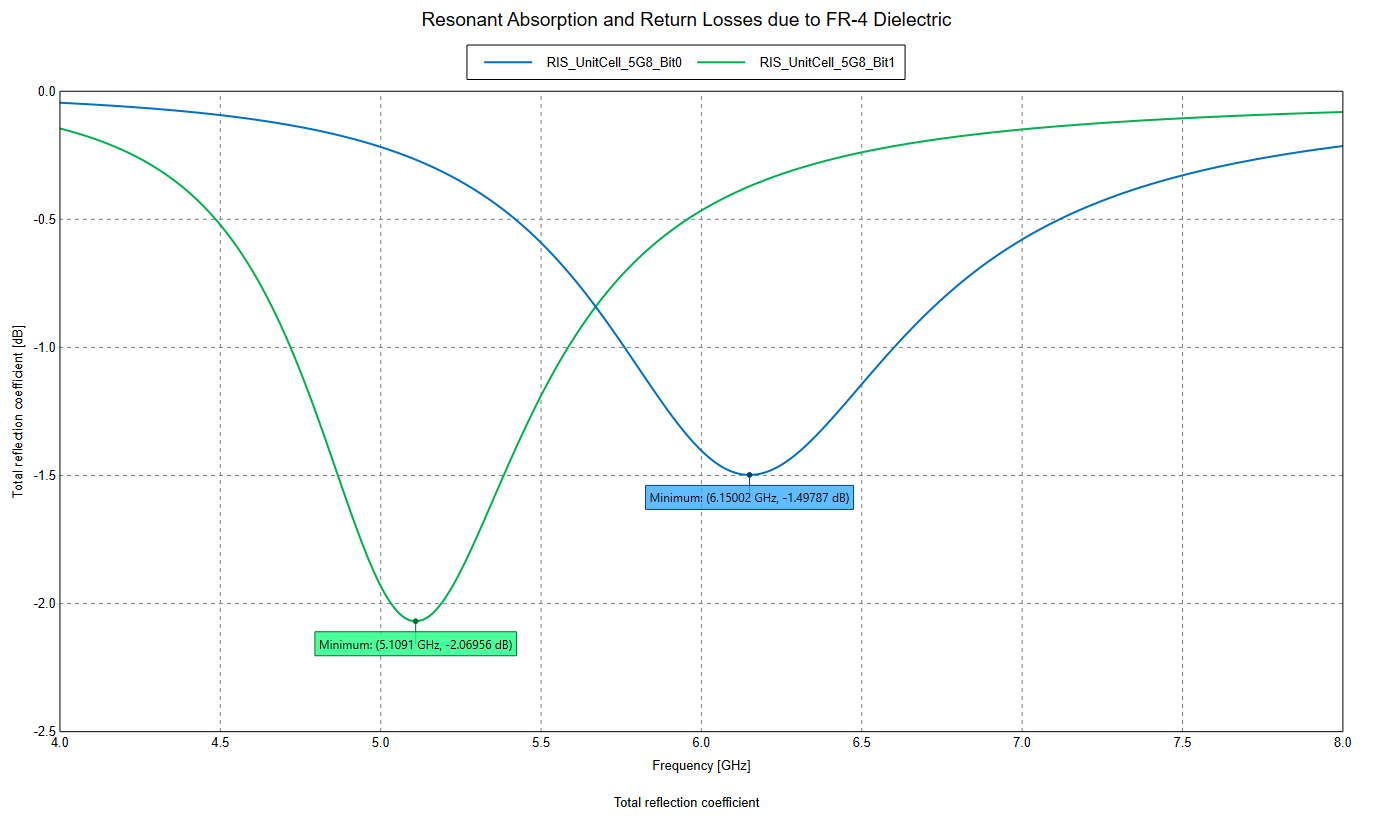 Resonant Absorption and Return Losses due to FR-4 Dielectric
RIS_UnitCell_5G8_Bit0 RIS_UnitCell_5G8_Bit1
0.0
-0.5
-1.0
-1.5
-2.0
-2.5
Total reflection coefficient [dB]
Minimum: (6.15002 GHz, -1.49787 dB)
Minimum: (5.1091 GHz, -2.06956 dB)
4.0 4.5 5.0 5.5 6.0 6.5 7.0 7.5 8.0
Frequency [GHz]
Total reflection coefficient